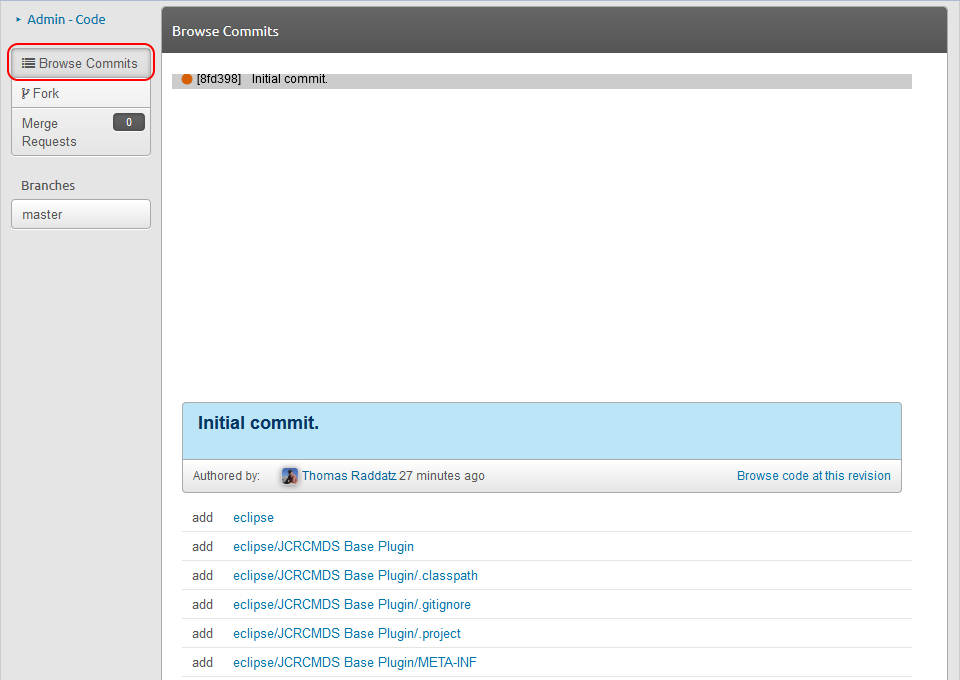 Admin - Code
Browse Commits
Fork
Merge Requests 0
Branches
master
Browse Commits
[8fd398] Initial commit.
Initial commit.
Authored by: Thomas Raddatz 27 minutes ago Browse code at this revision
add eclipse
add eclipse/JCRCMDS Base Plugin
add eclipse/JCRCMDS Base Plugin/.classpath
add eclipse/JCRCMDS Base Plugin/.gitignore
add eclipse/JCRCMDS Base Plugin/.project
add eclipse/JCRCMDS Base Plugin/META-INF